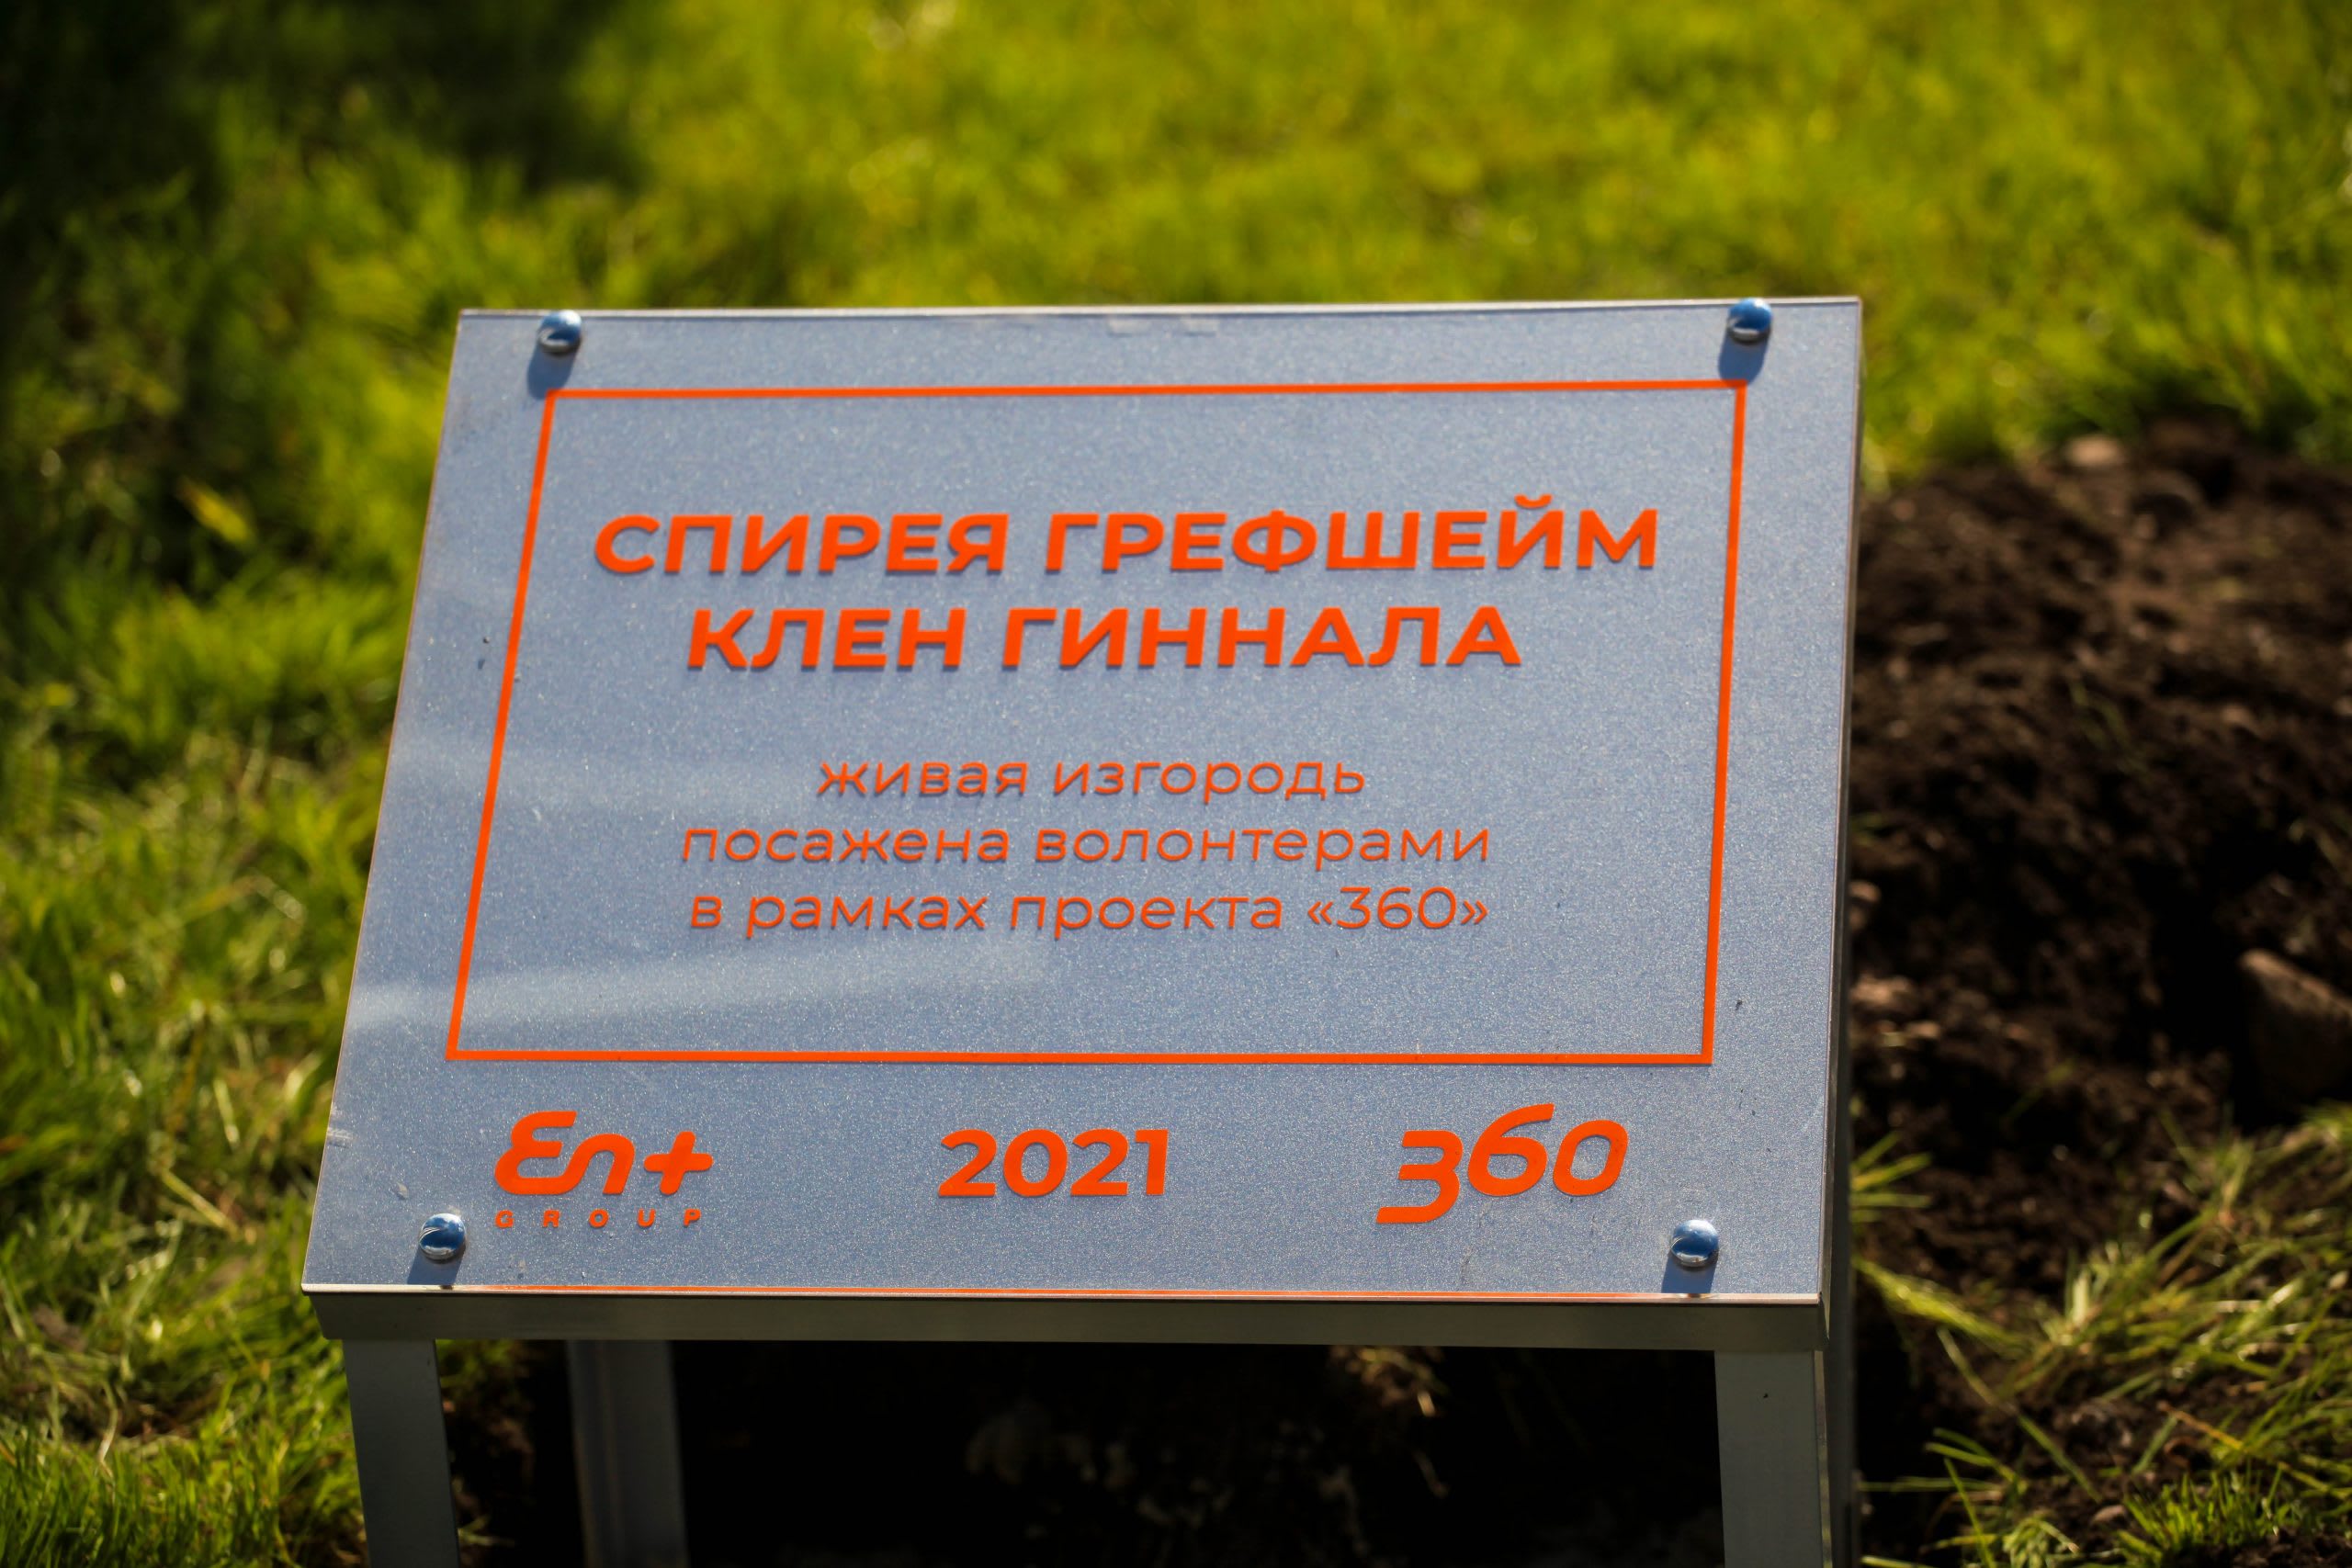 СПИРЕЯ ГРЕФШЕЙМ
КЛЕН ГИННАЛА
живая изгородь
посажена волонтерами
в рамках проекта «360»
En+
GROUP
2021
360